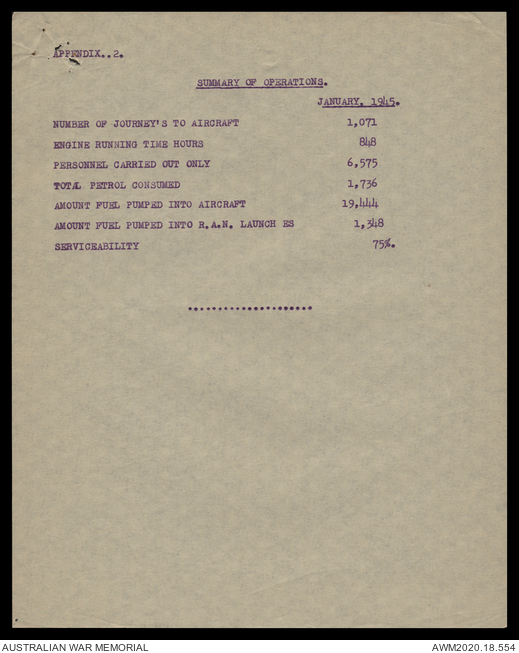 APPENDIX..2.
SUMMARY OF OPERATIONS.
JANUARY, 1945.
NUMBER OF JOURNEY'S TO AIRCRAFT 1,071
ENGINE RUNNING TIME HOURS 848
PERSONNEL CARRIED OUT ONLY 6,575
TOTAL PETROL CONSUMED 1,736
AMOUNT FUEL PUMPED INTO AIRCRAFT 19,444
AMOUNT FUEL PUMPED INTO R.A.N. LAUNCH ES 1,348
SERVICEABILITY 75%.
.....................
AUSTRALIAN WAR MEMORIAL AWM2020.18.554